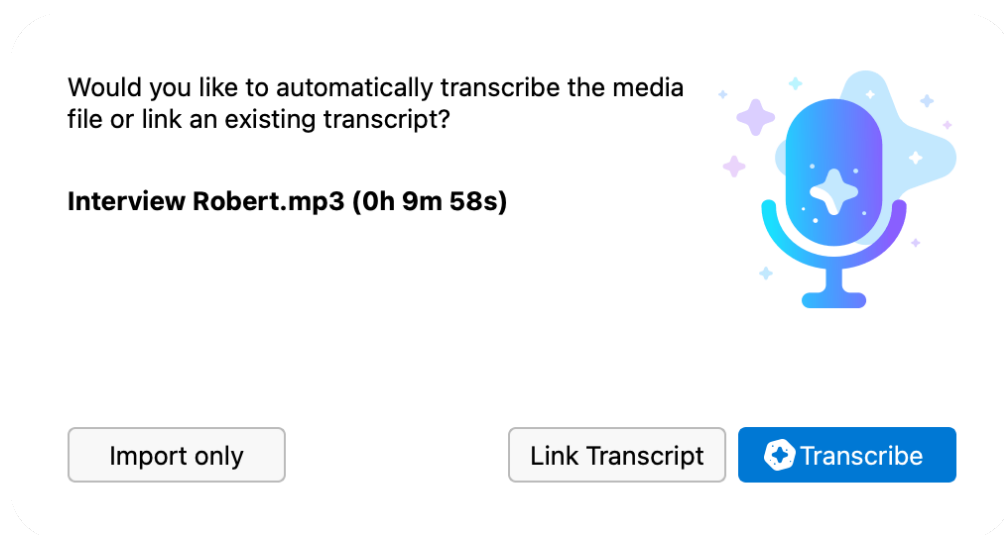 Would you like to automatically transcribe the media
file or link an existing transcript?
Interview Robert.mp3 (0h 9m 58s)
Import only
Link Transcript
Transcribe